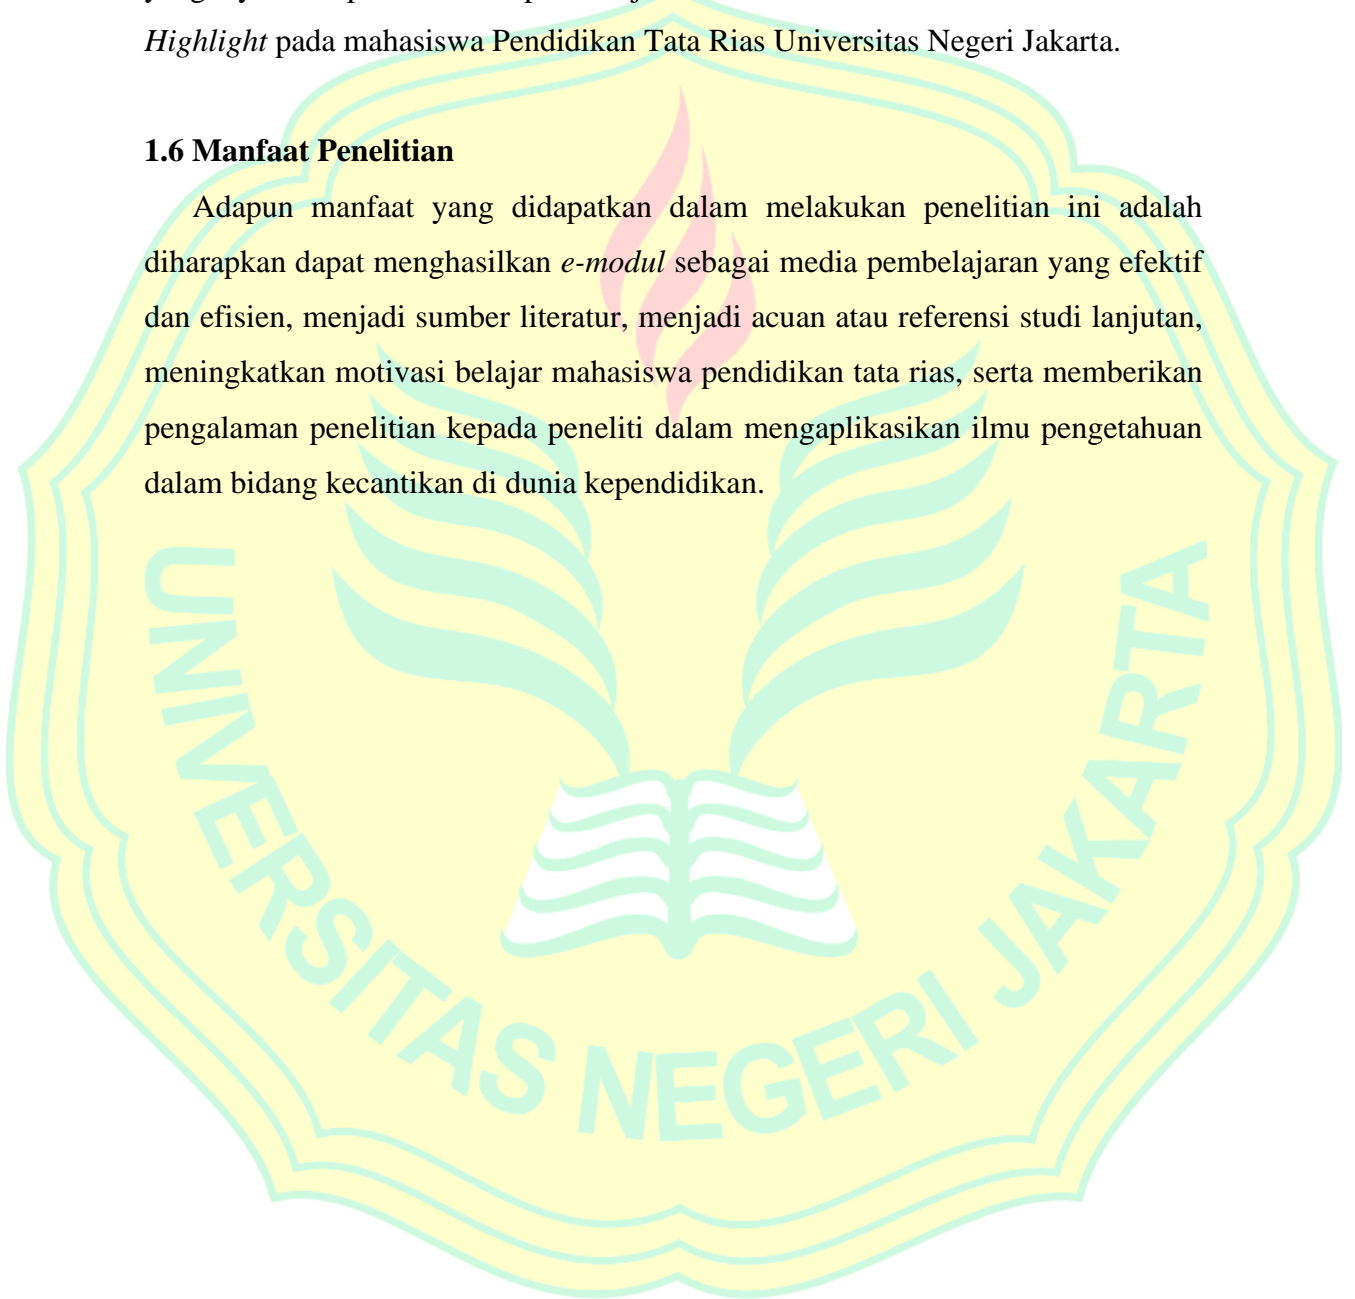 Highlight pada mahasiswa Pendidikan Tata Rias Universitas Negeri Jakarta.
1.6 Manfaat Penelitian
Adapun manfaat yang didapatkan dalam melakukan penelitian ini adalah
diharapkan dapat menghasilkan e-modul sebagai media pembelajaran yang efektif
dan efisien, menjadi sumber literatur, menjadi acuan atau referensi studi lanjutan,
meningkatkan motivasi belajar mahasiswa pendidikan tata rias, serta memberikan
pengalaman penelitian kepada peneliti dalam mengaplikasikan ilmu pengetahuan
dalam bidang kecantikan di dunia kependidikan.
UNIVERSITAS NEGERI JAKARTA